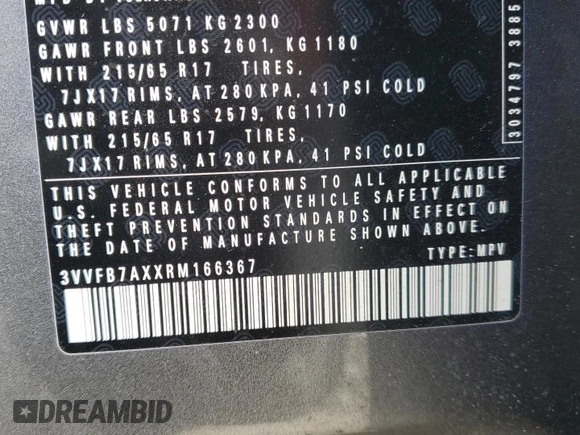 MFD BY
GVWR LBS 5071 KG 2300
GAWR FRONT LBS 2601, KG 1180
WITH 215/65 R17 TIRES,
7JX17 RIMS, AT 280 KPA, 41 PSI COLD
GAWR REAR LBS 2579, KG 1170
WITH 215/65 R17 TIRES,
7JX17 RIMS, AT 280 KPA, 41 PSI COLD
THIS VEHICLE CONFORMS TO ALL APPLICABLE
U.S. FEDERAL MOTOR VEHICLE SAFETY AND
THEFT PREVENTION STANDARDS IN EFFECT ON
THE DATE OF MANUFACTURE SHOWN ABOVE.
3VVFB7AXXRM166367 TYPE:MPV
3034797 3885
DREAMBID